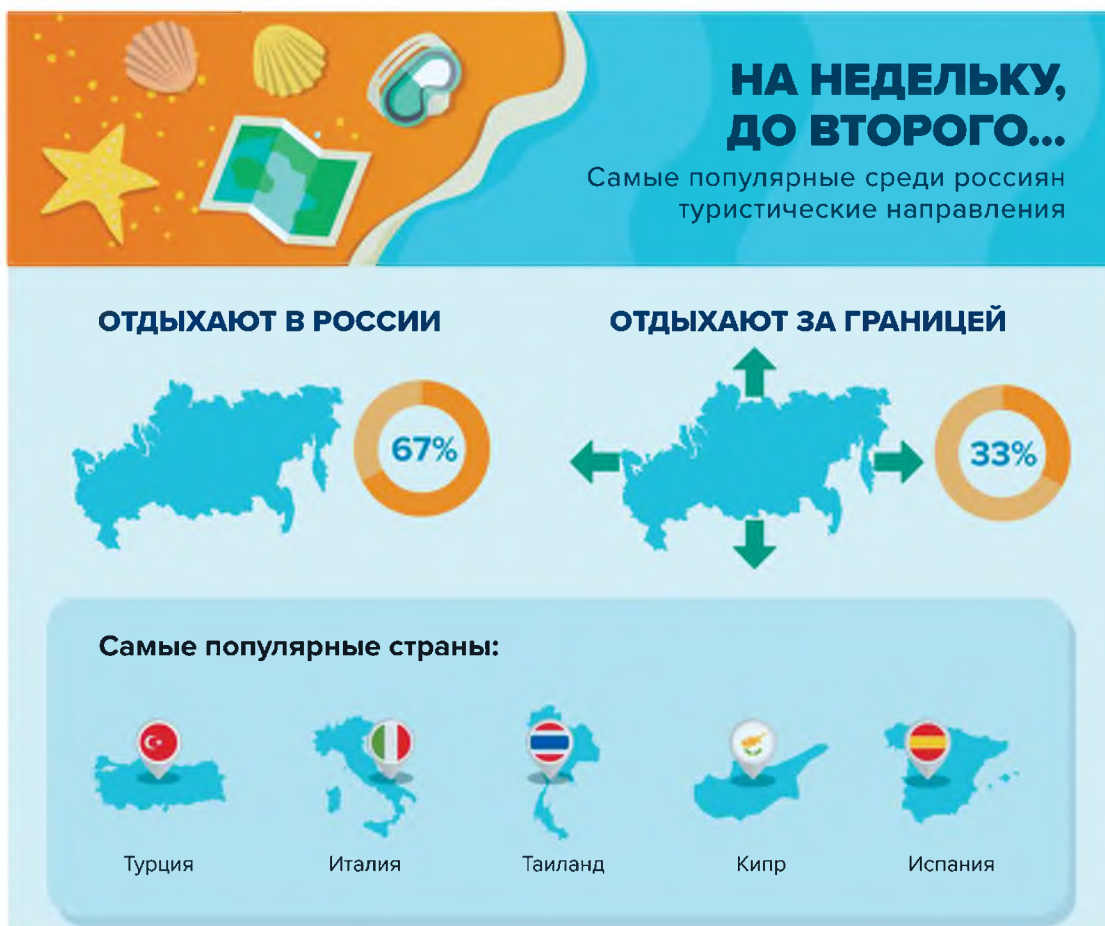 НА НЕДЕЛЬКУ,
ДО ВТОРОГО...
Самые популярные среди россиян
туристические направления
ОТДЫХАЮТ В РОССИИ
ОТДЫХАЮТ ЗА ГРАНИЦЕЙ
67%
33%
Самые популярные страны:
Турция
Италия
Таиланд
Кипр
Испания